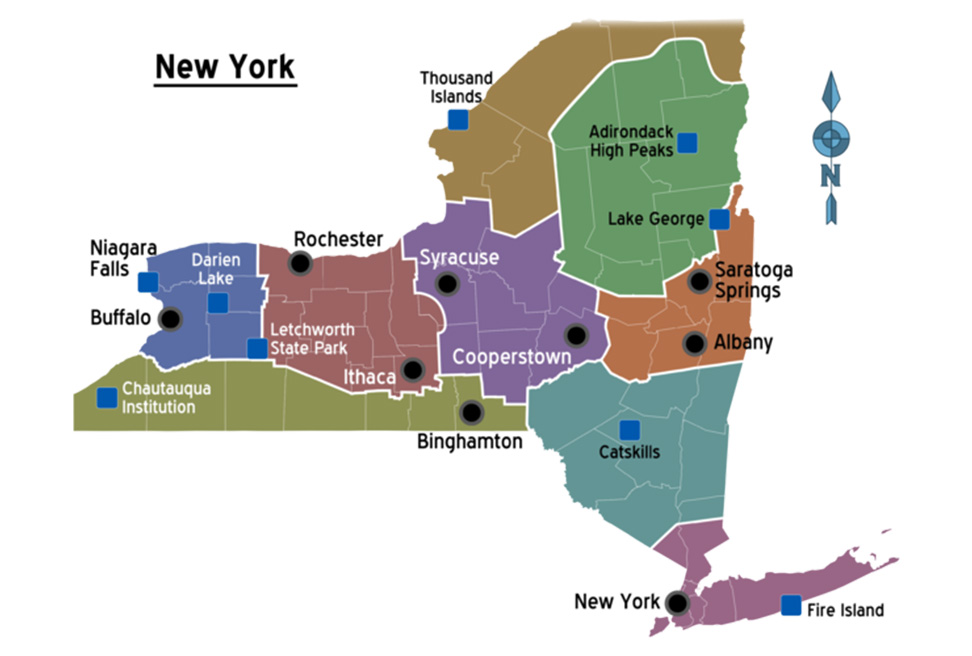 New York
Thousand
Islands
Adirondack
High Peaks
N
Lake George
Rochester
Niagara
Falls
Darien
Lake
Syracuse
Saratoga
Springs
Buffalo
Letchworth
State Park
Albany
Cooperstown
Ithaca
Chautauqua
Institution
Binghamton
Catskills
New York
Fire Island